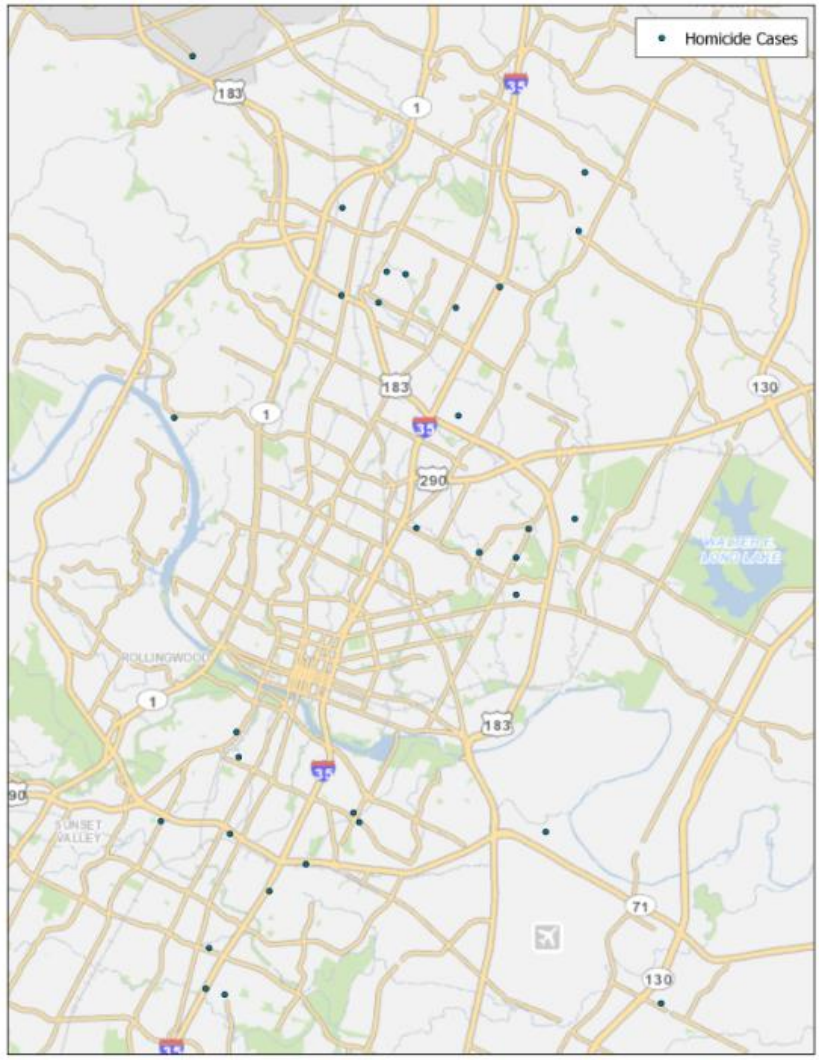 Homicide Cases
35
183
1
183
130
1
35
290
WALTER E.
LONG LAKE
ROLLINGWOOD
1
183
35
90
SUNSET
VALLEY
71
130
35